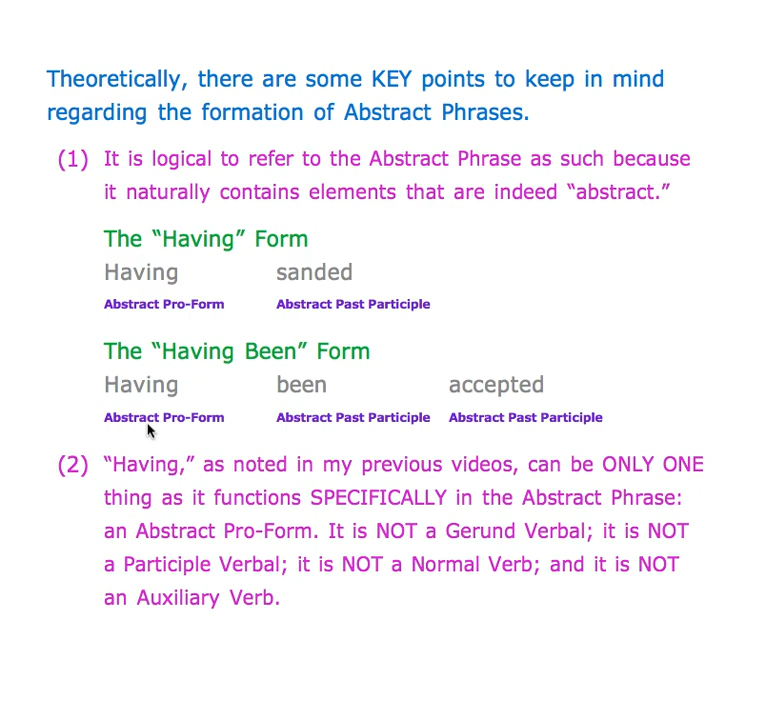 Theoretically, there are some KEY points to keep in mind
regarding the formation of Abstract Phrases.
(1) It is logical to refer to the Abstract Phrase as such because
it naturally contains elements that are indeed “abstract.”
The “Having” Form
Having sanded
Abstract Pro-Form Abstract Past Participle
The “Having Been” Form
Having been accepted
Abstract Pro-Form Abstract Past Participle Abstract Past Participle
(2) “Having,” as noted in my previous videos, can be ONLY ONE
thing as it functions SPECIFICALLY in the Abstract Phrase:
an Abstract Pro-Form. It is NOT a Gerund Verbal; it is NOT
a Participle Verbal; it is NOT a Normal Verb; and it is NOT
an Auxiliary Verb.